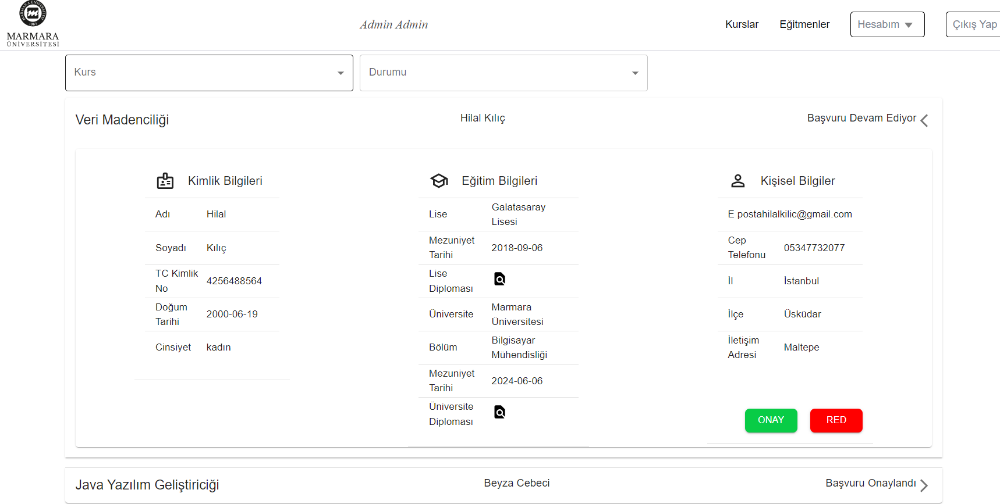 MARMARA
ÜNİVERSİTESİ
Admin Admin
Kurslar
Eğitmenler
Hesabım
Çıkış Yap
Kurs
Durumu
Veri Madenciliği
Hilal Kılıç
Başvuru Devam Ediyor
Kimlik Bilgileri
Adı Hilal
Soyadı Kılıç
TC Kimlik
No
4256488564
Doğum
Tarihi
2000-06-19
Cinsiyet kadın
Eğitim Bilgileri
Lise
Galatasaray
Lisesi
Mezuniyet
Tarihi
2018-09-06
Lise
Diploması
Üniversite
Marmara
Üniversitesi
Bölüm
Bilgisayar
Mühendisliği
Mezuniyet
Tarihi
2024-06-06
Üniversite
Diploması
Kişisel Bilgiler
E postahilalkilic@gmail.com
Cep
Telefonu
05347732077
İl İstanbul
İlçe Üsküdar
İletişim
Adresi
Maltepe
ONAY
RED
Java Yazılım Geliştiriciği
Beyza Cebeci
Başvuru Onaylandı